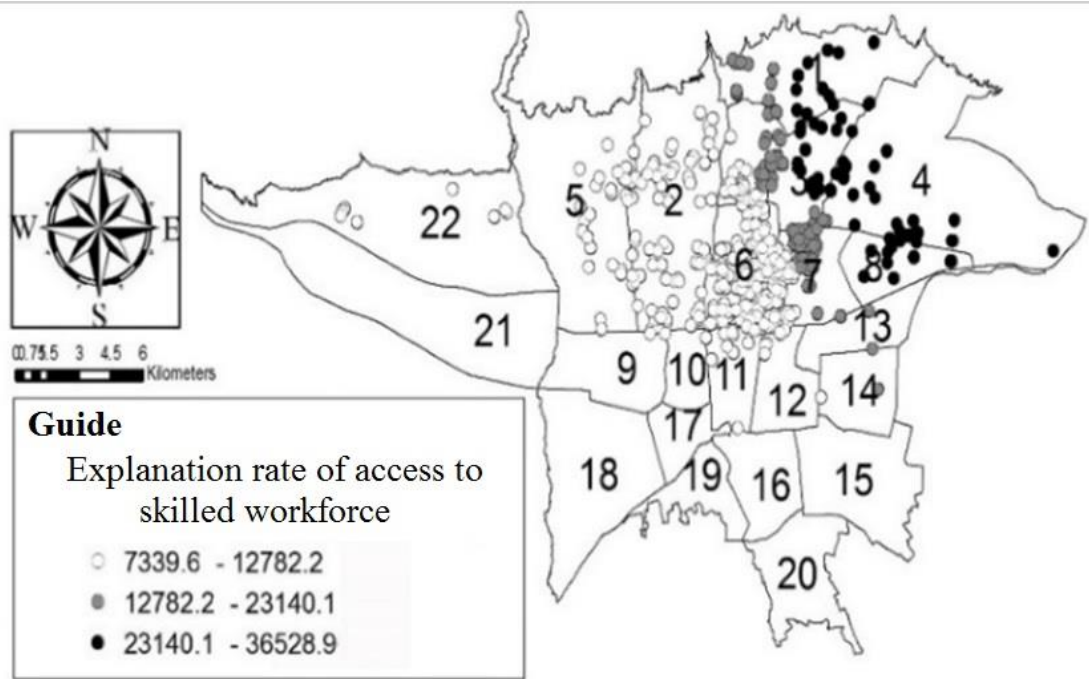 N
W E
S
00.75 1.5 3 4.5 6
Kilometers
Guide
Explanation rate of access to
skilled workforce
7339.6 - 12782.2
12782.2 - 23140.1
23140.1 - 36528.9
1
2
3
4
5
6
7
8
9
10
11
12
13
14
15
16
17
18
19
20
21
22